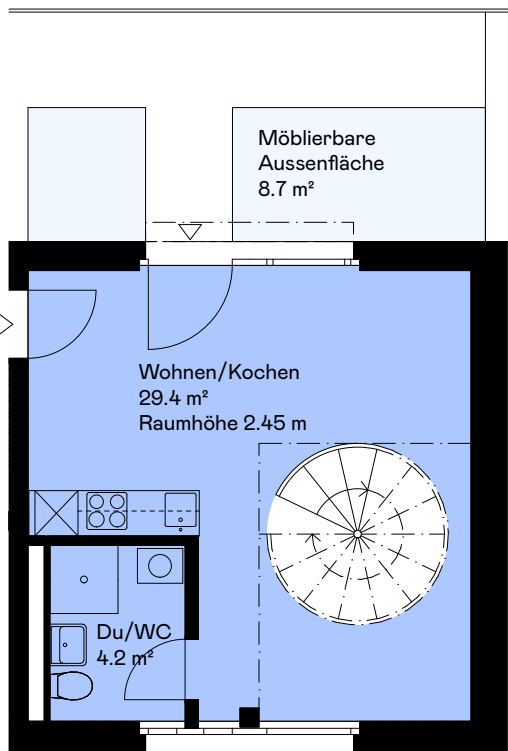 Möblierbare
Aussenfläche
8.7 m²
Wohnen/Kochen
29.4 m²
Raumhöhe 2.45 m
Du/WC
4.2 m²